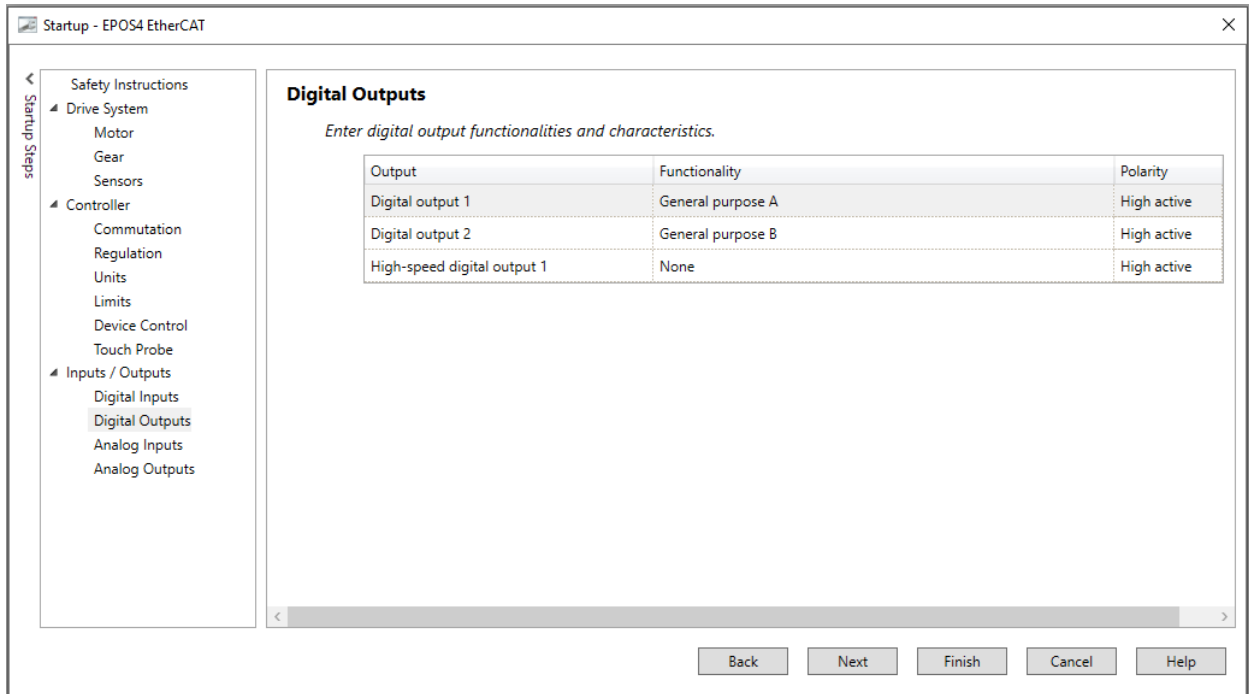 Startup - EPOS4 EtherCAT
Startup Steps
Safety Instructions
Drive System
Motor
Gear
Sensors
Controller
Commutation
Regulation
Units
Limits
Device Control
Touch Probe
Inputs / Outputs
Digital Inputs
Digital Outputs
Analog Inputs
Analog Outputs
Digital Outputs
Enter digital output functionalities and characteristics.
Output Functionality Polarity
Digital output 1 General purpose A High active
Digital output 2 General purpose B High active
High-speed digital output 1 None High active
Back Next Finish Cancel Help